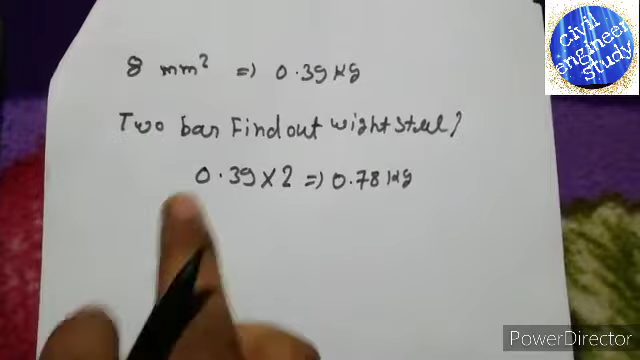 8 mm² => 0.39 Kg
Two bar Find out wight Steel?
0.39 X 2 => 0.78 Kg
civil
engineer
study
PowerDirector